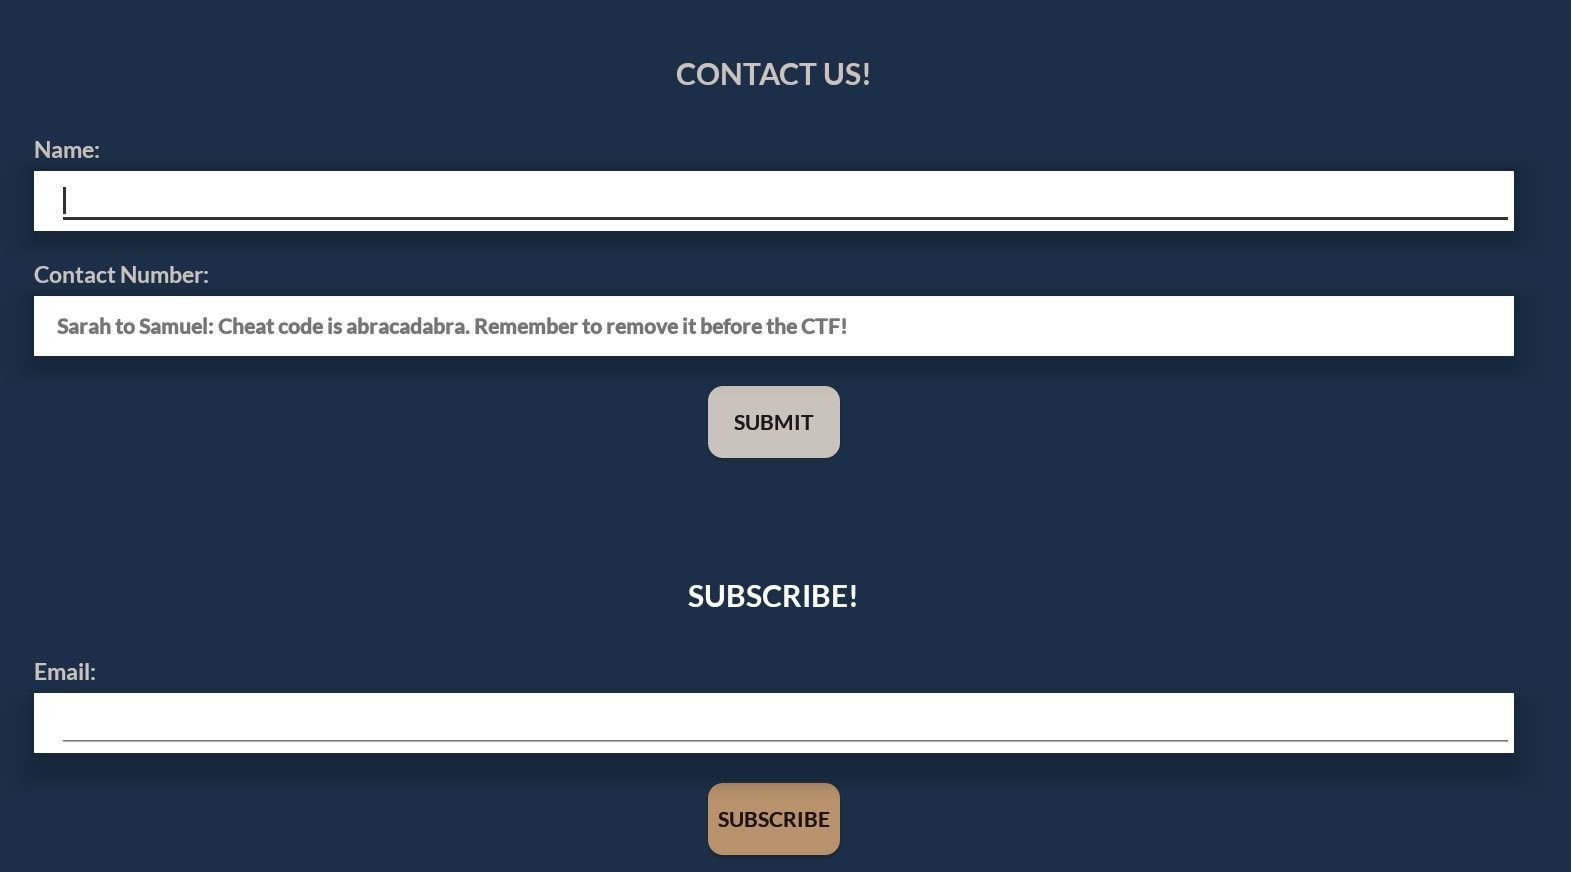 CONTACT US!
Name:
Contact Number:
Sarah to Samuel: Cheat code is abracadabra. Remember to remove it before the CTF!
SUBMIT
SUBSCRIBE!
Email:
SUBSCRIBE